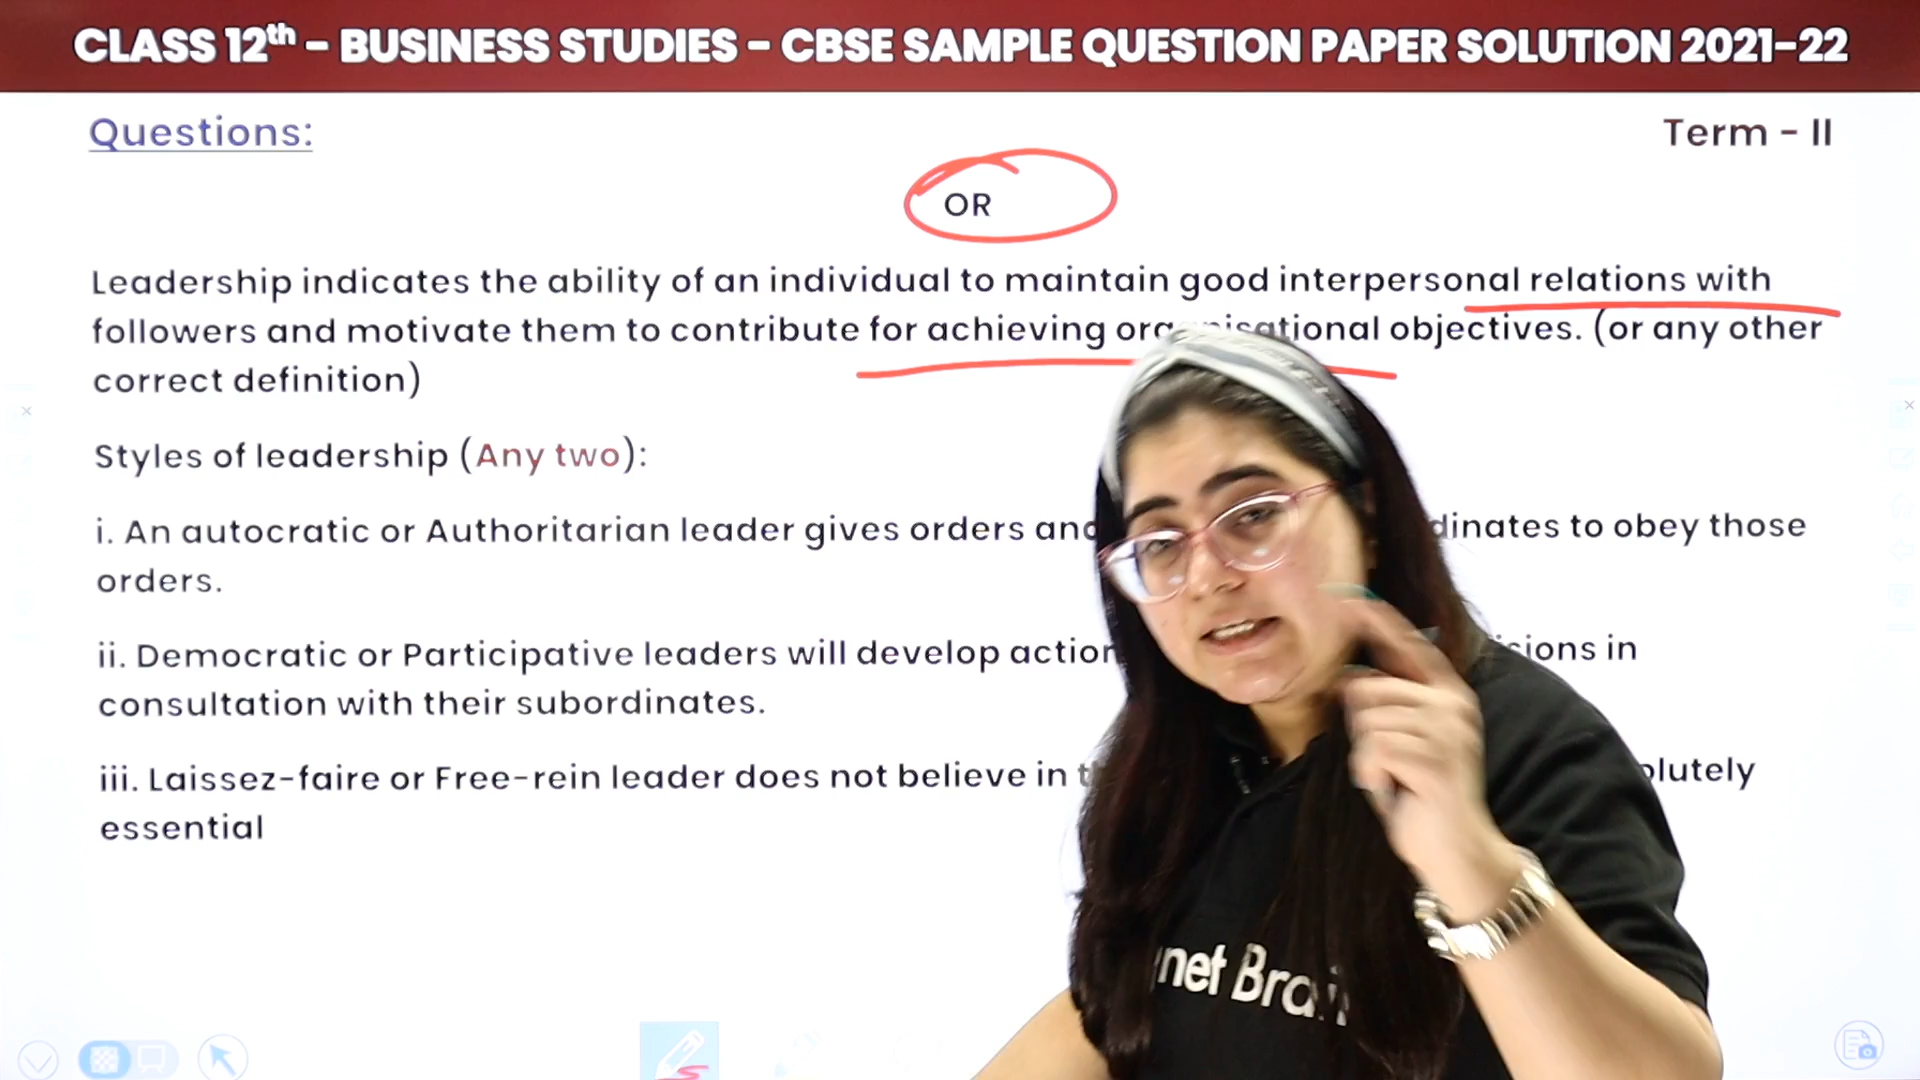 CLASS 12th – BUSINESS STUDIES – CBSE SAMPLE QUESTION PAPER SOLUTION 2021–22
Questions:
Term - II
OR
Leadership indicates the ability of an individual to maintain good interpersonal relations with
followers and motivate them to contribute for achieving organisational objectives. (or any other
correct definition)
Styles of leadership (Any two):
i. An autocratic or Authoritarian leader gives orders and dinates to obey those
orders.
ii. Democratic or Participative leaders will develop action sions in
consultation with their subordinates.
iii. Laissez-faire or Free-rein leader does not believe in lutely
essential
net Bra